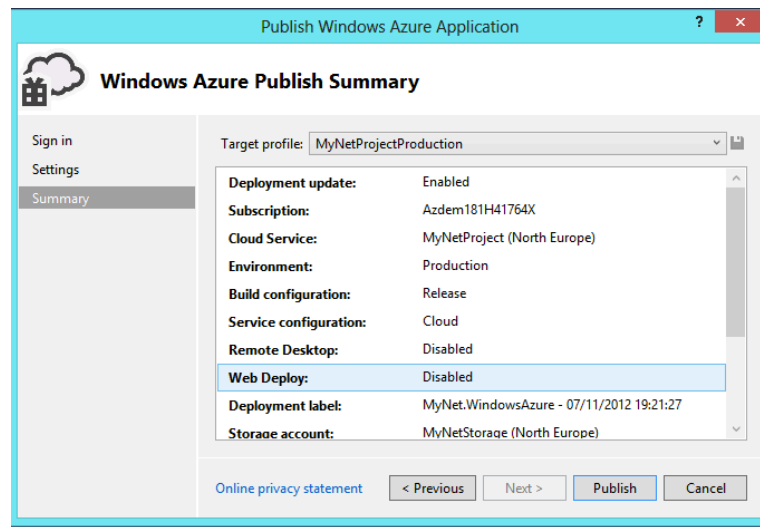 Publish Windows Azure Application
? ×
Windows Azure Publish Summary
Sign in
Settings
Summary
Target profile: MyNetProjectProduction
Deployment update: Enabled
Subscription: Azdem181H41764X
Cloud Service: MyNetProject (North Europe)
Environment: Production
Build configuration: Release
Service configuration: Cloud
Remote Desktop: Disabled
Web Deploy: Disabled
Deployment label: MyNet.WindowsAzure - 07/11/2012 19:21:27
Storage account: MyNetStorage (North Europe)
Online privacy statement < Previous Next > Publish Cancel